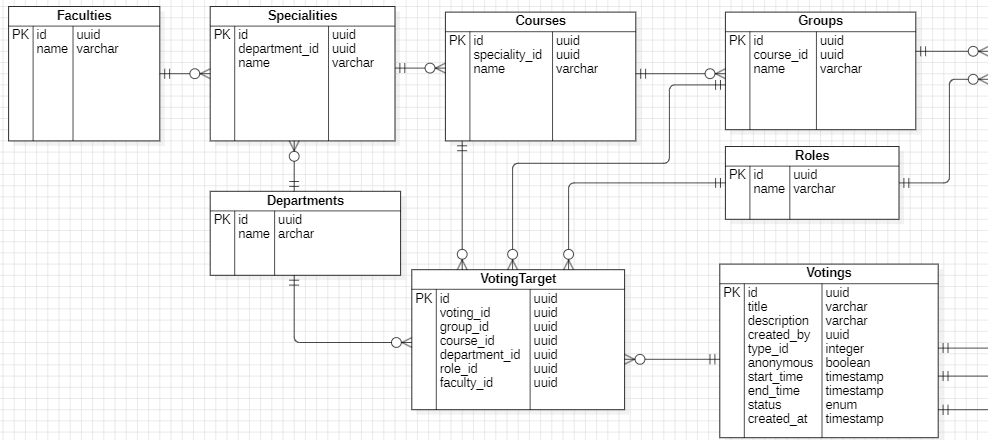 Faculties
PK id uuid
name varchar
Specialities
PK id uuid
department_id uuid
name varchar
Courses
PK id uuid
speciality_id uuid
name varchar
Groups
PK id uuid
course_id uuid
name varchar
Roles
PK id uuid
name varchar
Departments
PK id uuid
name archar
VotingTarget
PK id uuid
voting_id uuid
group_id uuid
course_id uuid
department_id uuid
role_id uuid
faculty_id uuid
Votings
PK id uuid
title varchar
description varchar
created_by uuid
type_id integer
anonymous boolean
start_time timestamp
end_time timestamp
status enum
created_at timestamp